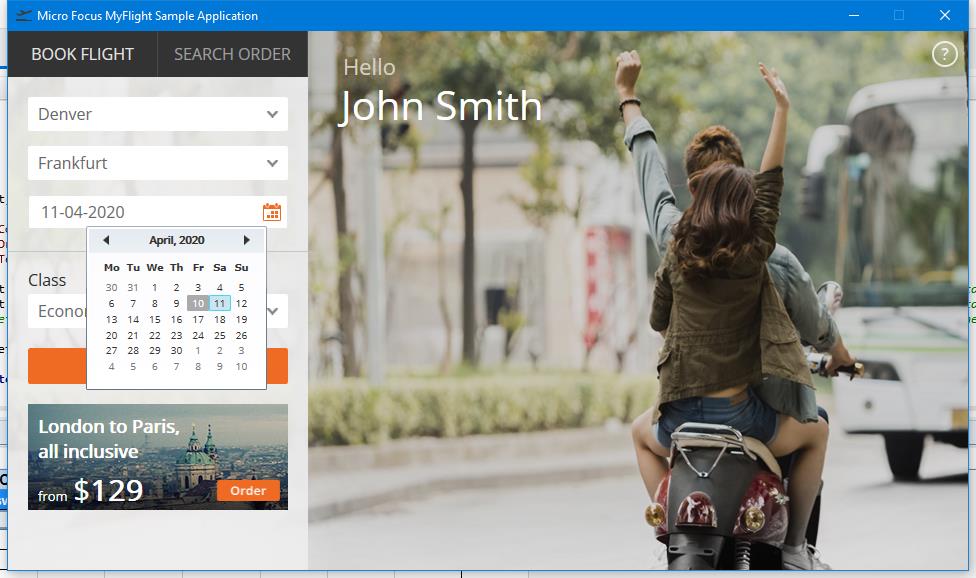 Micro Focus MyFlight Sample Application
BOOK FLIGHT
SEARCH ORDER
?
Hello
John Smith
Denver
Frankfurt
11-04-2020
April, 2020
Mo Tu We Th Fr Sa Su
30 31 1 2 3 4 5
6 7 8 9 10 11 12
13 14 15 16 17 18 19
20 21 22 23 24 25 26
27 28 29 30 1 2 3
4 5 6 7 8 9 10
Class
Econo
London to Paris,
all inclusive
from $129
Order